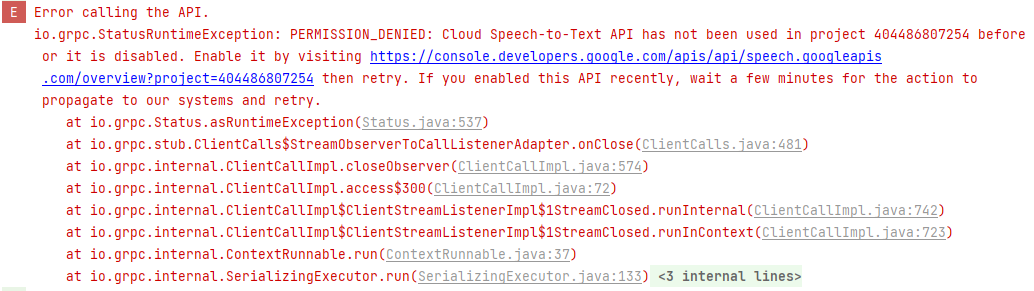 E Error calling the API.
io.grpc.StatusRuntimeException: PERMISSION_DENIED: Cloud Speech-to-Text API has not been used in project 404486807254 before
or it is disabled. Enable it by visiting https://console.developers.google.com/apis/api/speech.googleapis
.com/overview?project=404486807254 then retry. If you enabled this API recently, wait a few minutes for the action to
propagate to our systems and retry.
at io.grpc.Status.asRuntimeException(Status.java:537)
at io.grpc.stub.ClientCalls$StreamObserverToCallListenerAdapter.onClose(ClientCalls.java:481)
at io.grpc.internal.ClientCallImpl.closeObserver(ClientCallImpl.java:574)
at io.grpc.internal.ClientCallImpl.access$300(ClientCallImpl.java:72)
at io.grpc.internal.ClientCallImpl$ClientStreamListenerImpl$1StreamClosed.runInternal(ClientCallImpl.java:742)
at io.grpc.internal.ClientCallImpl$ClientStreamListenerImpl$1StreamClosed.runInContext(ClientCallImpl.java:723)
at io.grpc.internal.ContextRunnable.run(ContextRunnable.java:37)
at io.grpc.internal.SerializingExecutor.run(SerializingExecutor.java:133) <3 internal lines>